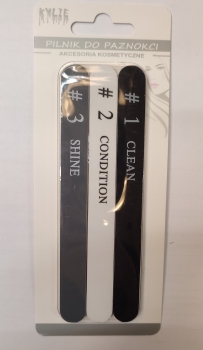 PILNIK DO PAZNOKCI
AKCESORIA KOSMETYCZNE
# 3 SHINE
# 2 CONDITION
# 1 CLEAN